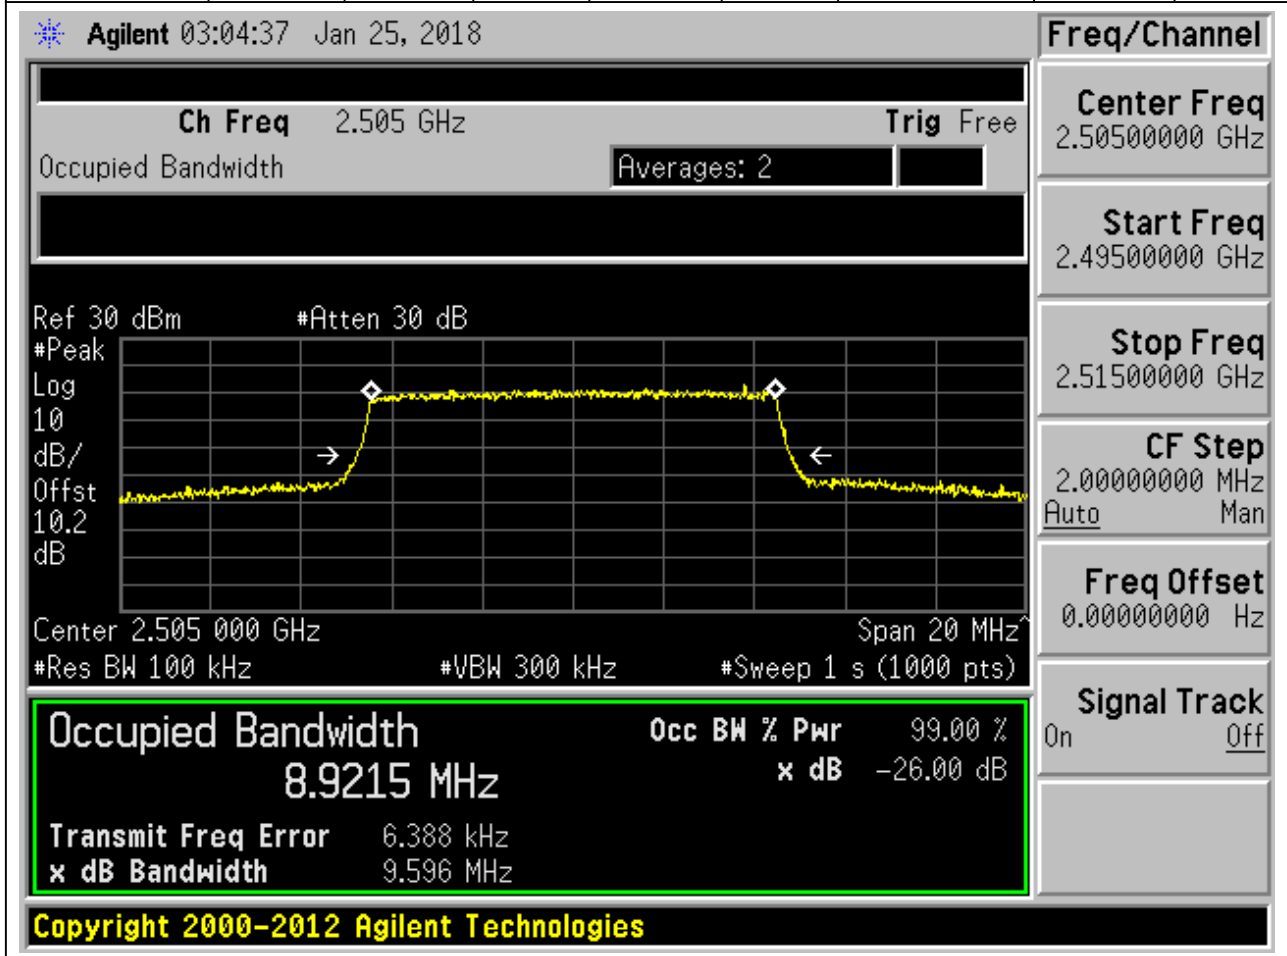 Agilent 03:04:37 Jan 25, 2018
Freq/Channel
Ch Freq 2.505 GHz Trig Free
Occupied Bandwidth Averages: 2
Center Freq
2.50500000 GHz
Start Freq
2.49500000 GHz
Stop Freq
2.51500000 GHz
CF Step
2.00000000 MHz
Auto Man
Freq Offset
0.00000000 Hz
Signal Track
On Off
Ref 30 dBm #Atten 30 dB
#Peak
Log
10
dB/
Offst
10.2
dB
Center 2.505 000 GHz Span 20 MHz^
#Res BW 100 kHz #VBW 300 kHz #Sweep 1 s (1000 pts)
Occupied Bandwidth Occ BW % Pwr 99.00 %
8.9215 MHz x dB -26.00 dB
Transmit Freq Error 6.388 kHz
x dB Bandwidth 9.596 MHz
Copyright 2000-2012 Agilent Technologies